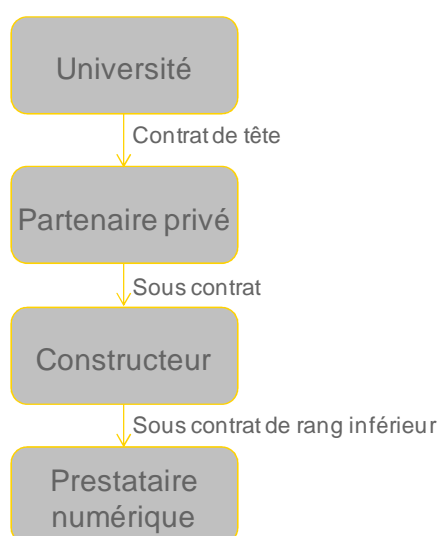 Université
Contrat de tête
Partenaire privé
Sous contrat
Constructeur
Sous contrat de rang inférieur
Prestataire
numérique